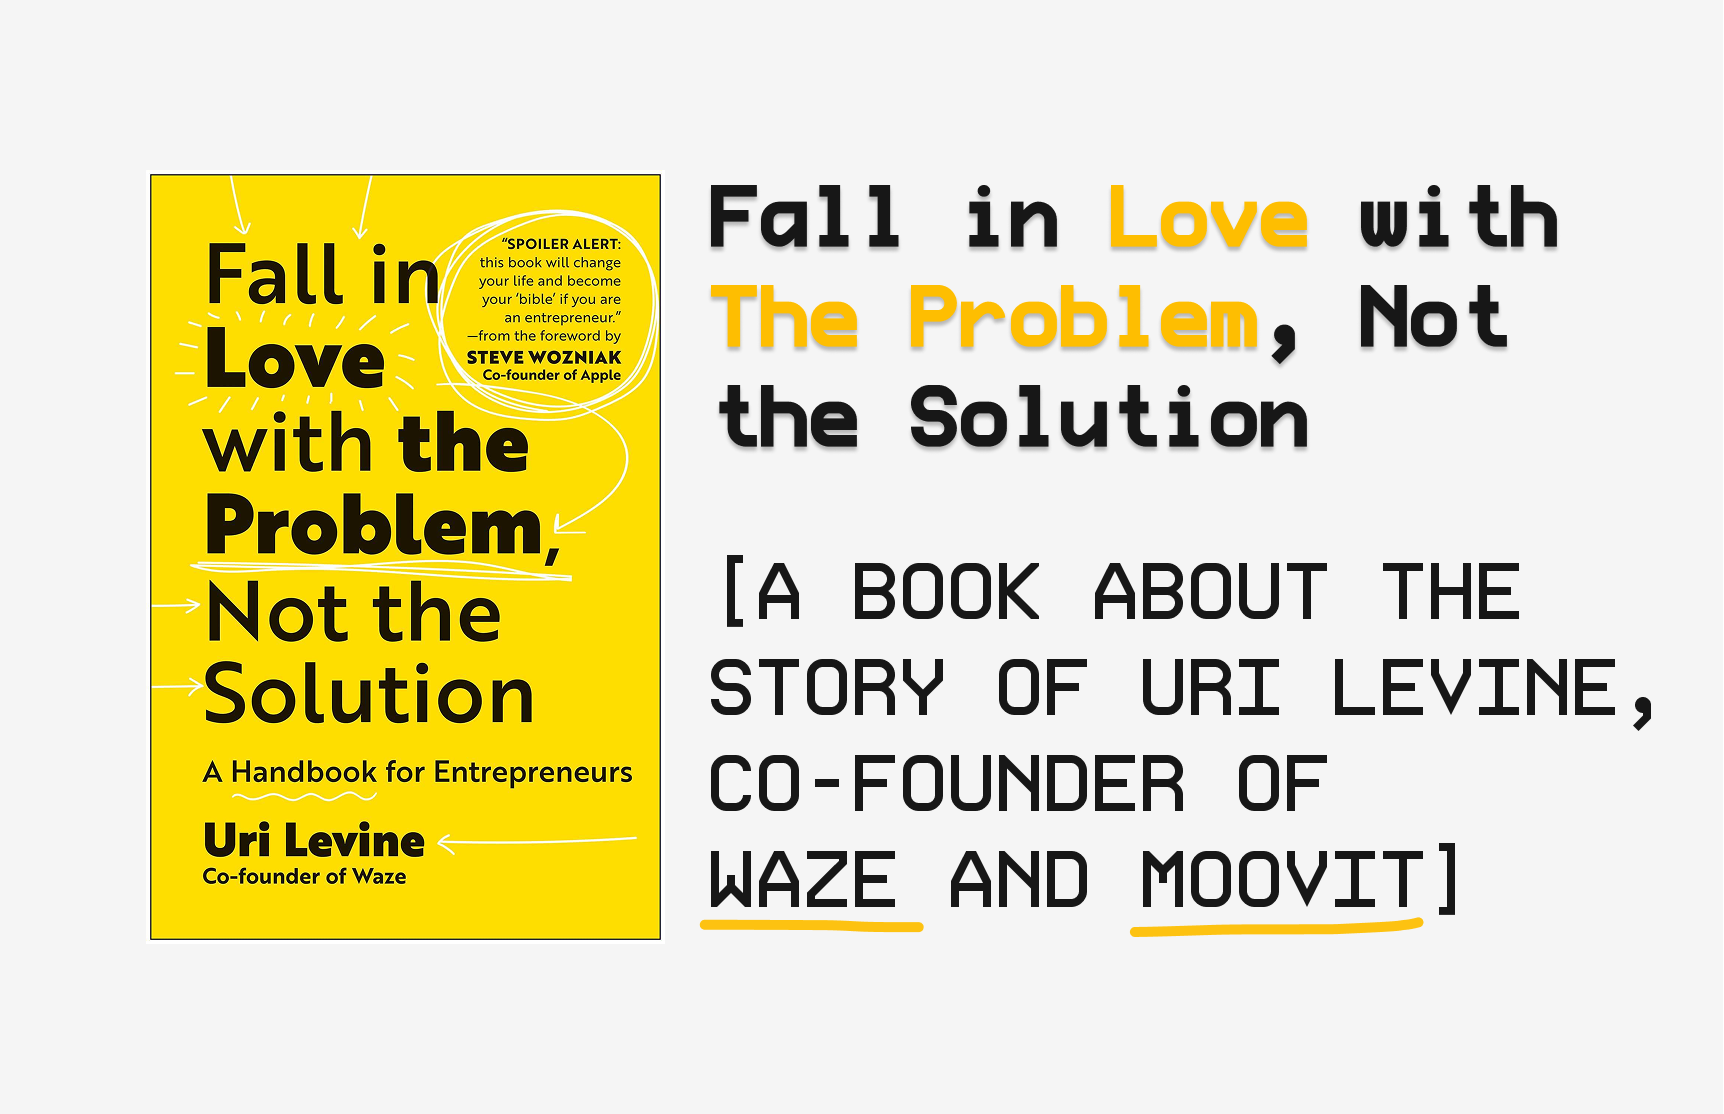 Fall in
Love
with the
Problem,
Not the
Solution
"SPOILER ALERT:
this book will change
your life and become
your 'bible' if you are
an entrepreneur."
—from the foreword by
STEVE WOZNIAK
Co-founder of Apple
A Handbook for Entrepreneurs
Uri Levine
Co-founder of Waze
Fall in Love with
The Problem, Not
the Solution
[A BOOK ABOUT THE
STORY OF URI LEVINE,
CO-FOUNDER OF
WAZE AND MOOVIT]